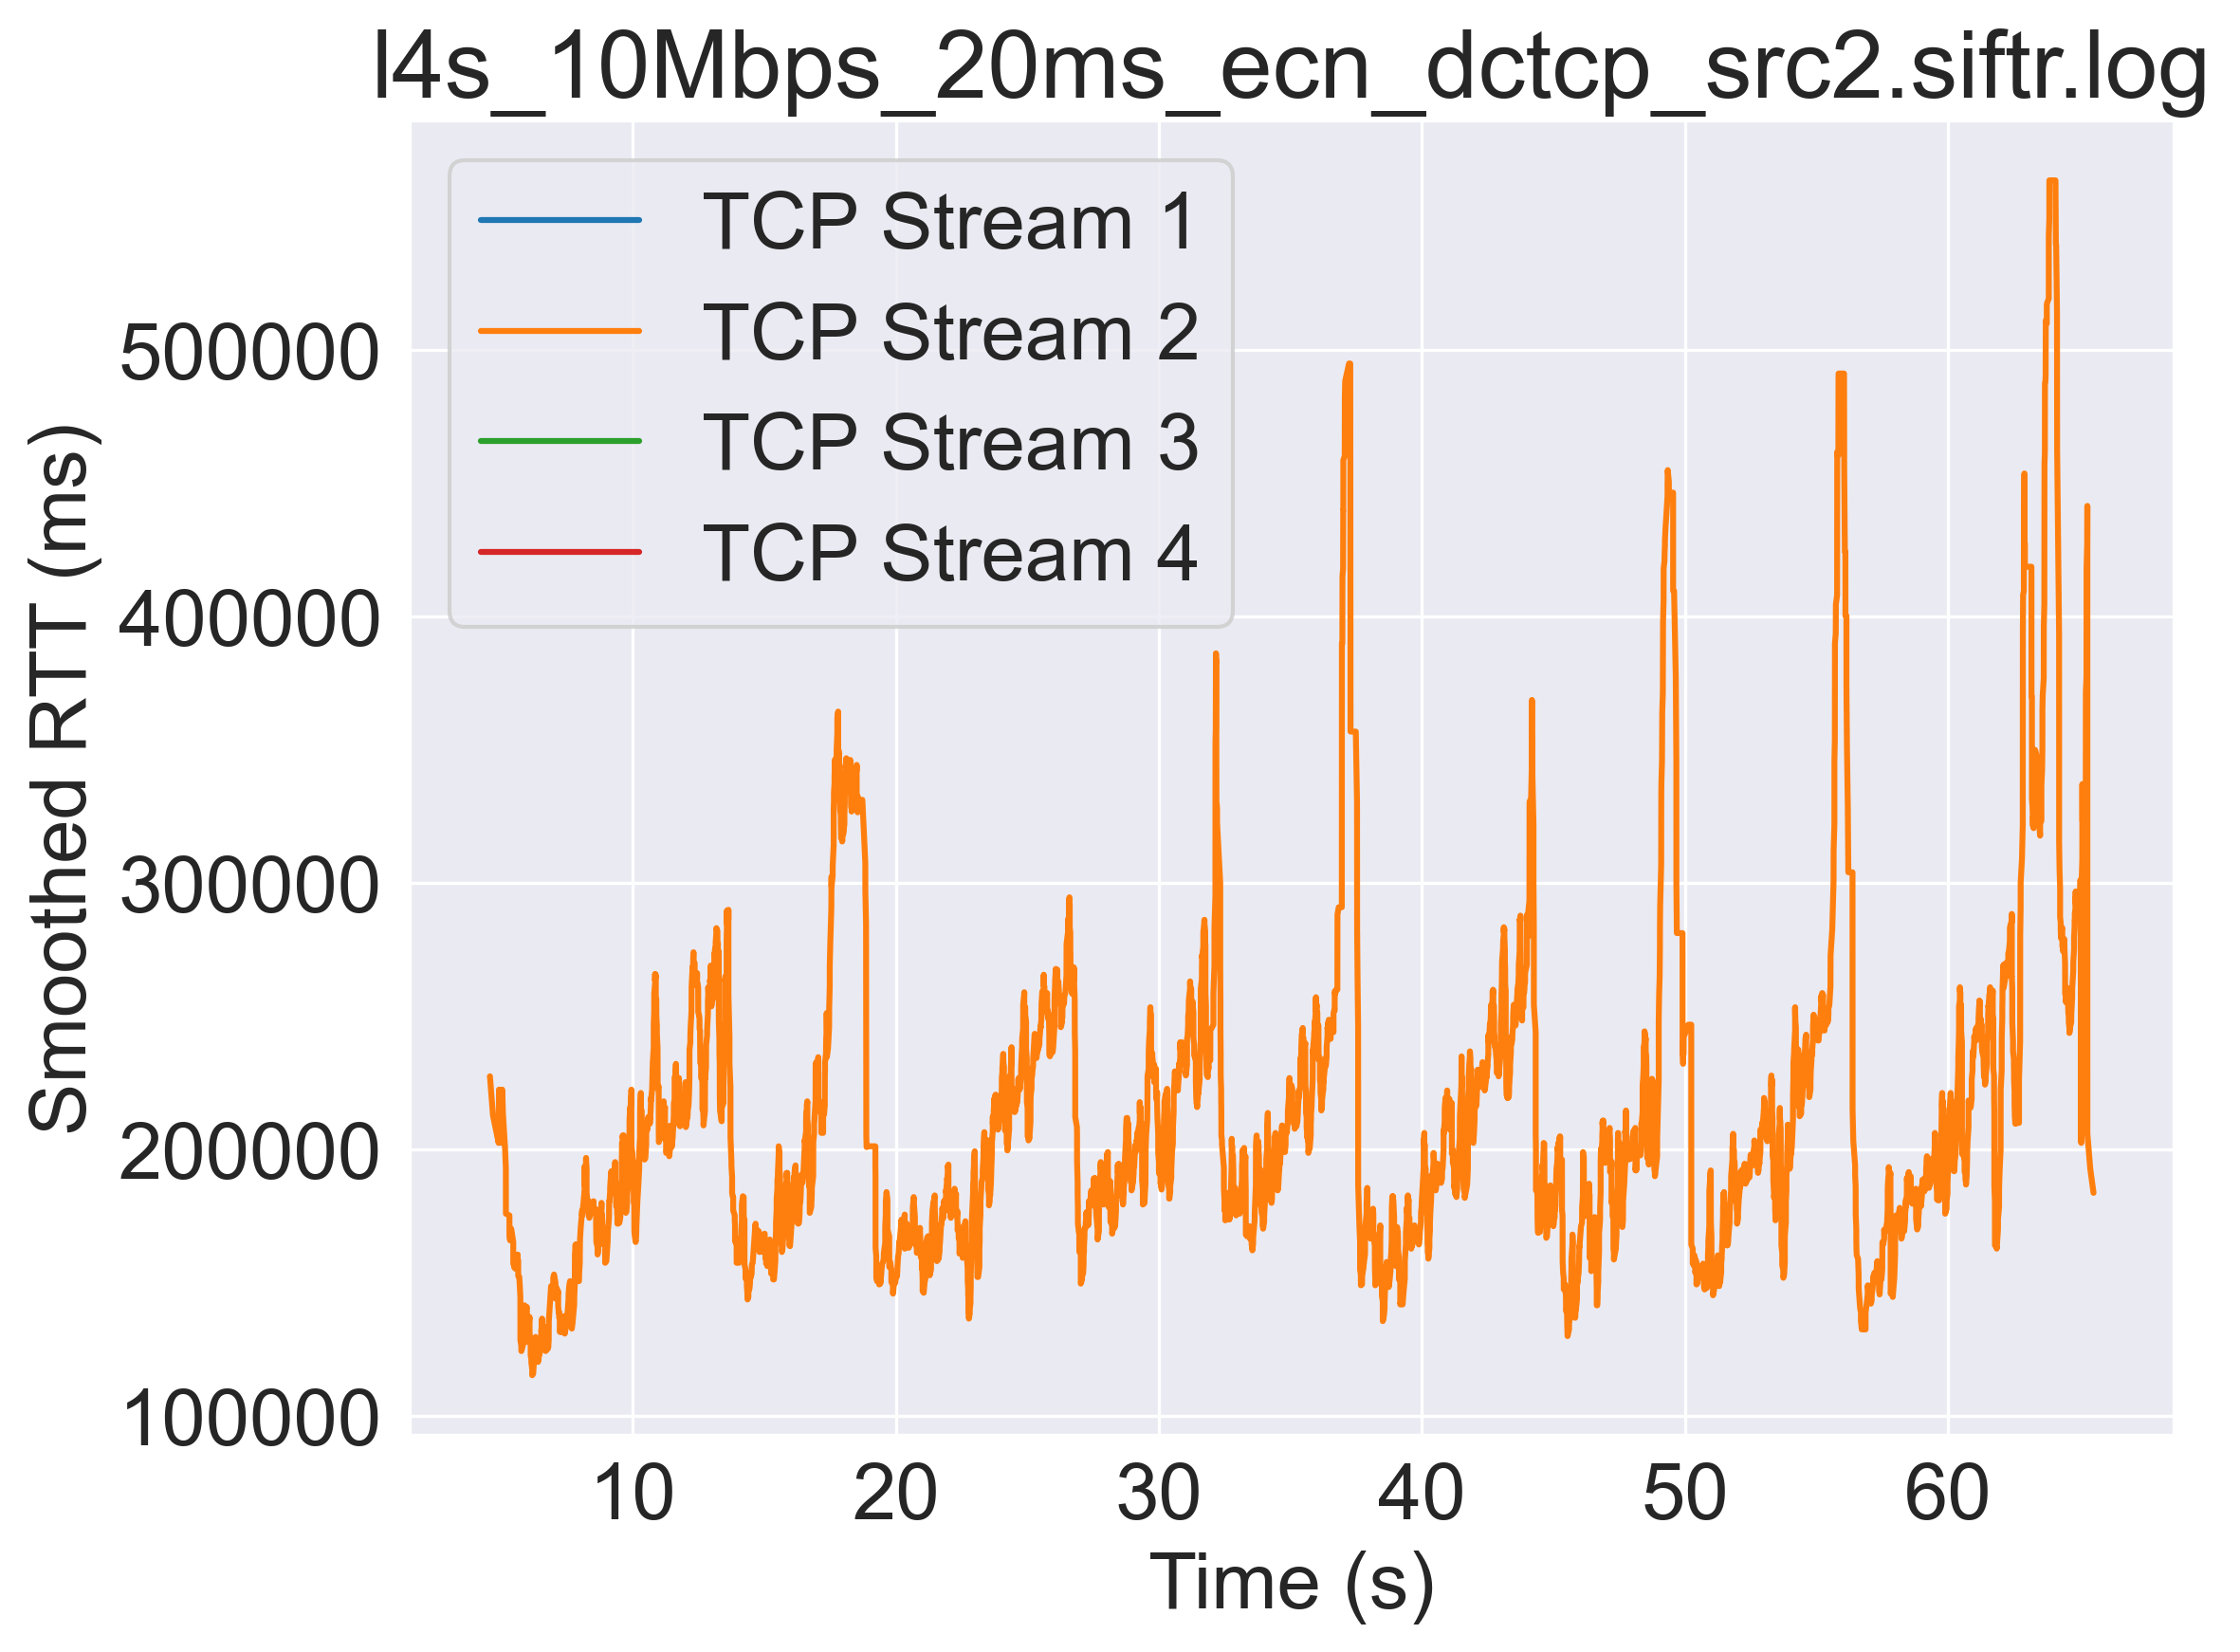 l4s_10Mbps_20ms_ecn_dctcp_src2.siftr.log
TCP Stream 1
TCP Stream 2
TCP Stream 3
TCP Stream 4
Smoothed RTT (ms)
500000
400000
300000
200000
100000
10 20 30 40 50 60
Time (s)